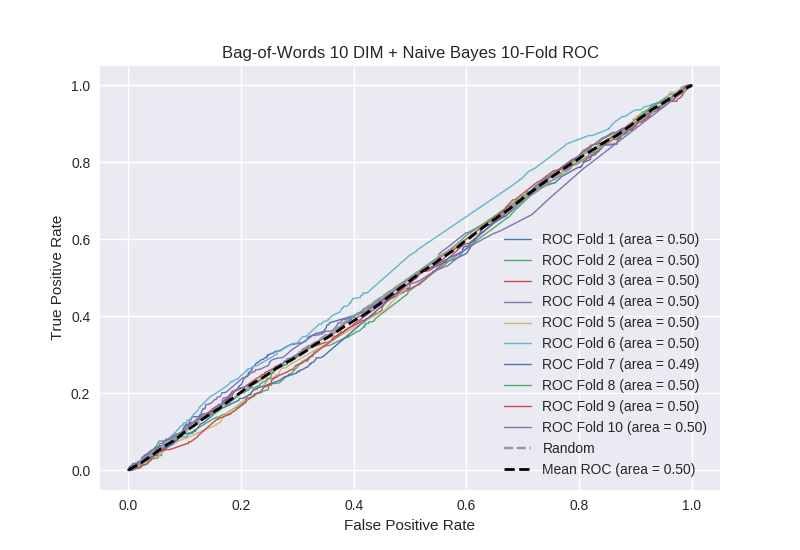 Bag-of-Words 10 DIM + Naive Bayes 10-Fold ROC
1.0
0.8
0.6
0.4
0.2
0.0
True Positive Rate
ROC Fold 1 (area = 0.50)
ROC Fold 2 (area = 0.50)
ROC Fold 3 (area = 0.50)
ROC Fold 4 (area = 0.50)
ROC Fold 5 (area = 0.50)
ROC Fold 6 (area = 0.50)
ROC Fold 7 (area = 0.49)
ROC Fold 8 (area = 0.50)
ROC Fold 9 (area = 0.50)
ROC Fold 10 (area = 0.50)
Random
Mean ROC (area = 0.50)
0.0 0.2 0.4 0.6 0.8 1.0
False Positive Rate